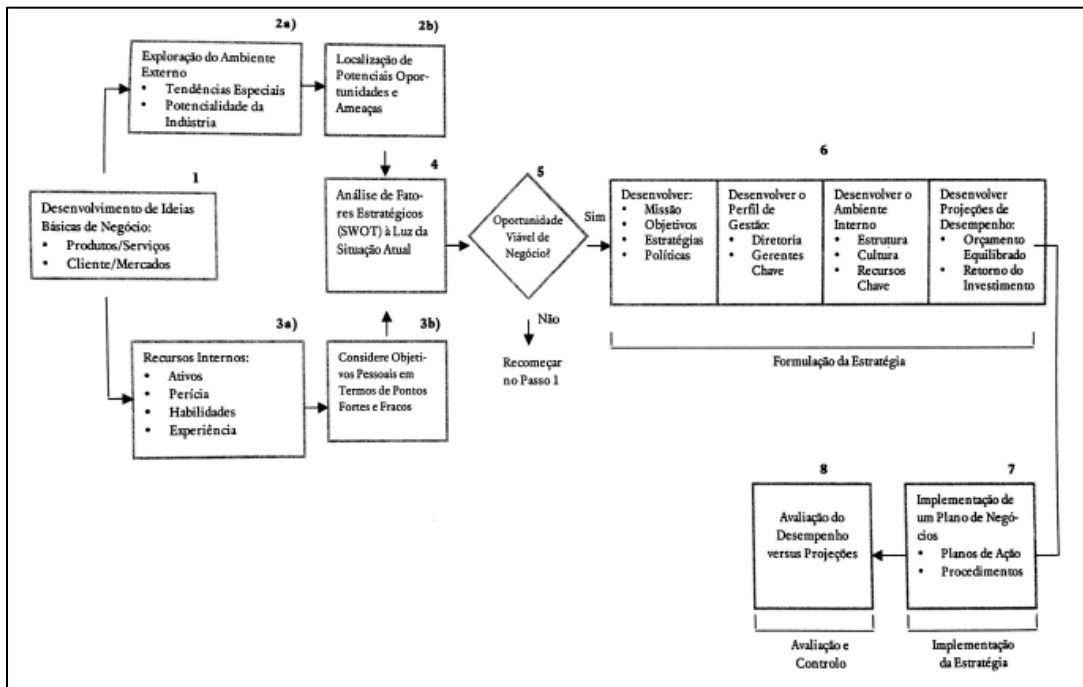 2a)
Exploração do Ambiente
Externo
• Tendências Especiais
• Potencialidade da
Indústria
2b)
Localização de
Potenciais Opor-
tunidades e
Ameaças
1
Desenvolvimento de Ideias
Básicas de Negócio:
• Produtos/Serviços
• Cliente/Mercados
4
Análise de Fato-
res Estratégicos
(SWOT) à Luz da
Situação Atual
3a)
Recursos Internos:
• Ativos
• Perícia
• Habilidades
• Experiência
3b)
Considere Objeti-
vos Pessoais em
Termos de Pontos
Fortes e Fracos
5
Oportunidade
Viável de
Negócio?
Sim
Não
Recomeçar
no Passo 1
6
Desenvolver:
• Missão
• Objetivos
• Estratégias
• Políticas
Desenvolver o
Perfil de
Gestão:
• Diretoria
• Gerentes
Chave
Desenvolver o
Ambiente
Interno
• Estrutura
• Cultura
• Recursos
Chave
Desenvolver
Projeções de
Desempenho:
• Orçamento
Equilibrado
• Retorno do
Investimento
Formulação da Estratégia
8
Avaliação do
Desempenho
versus Projeções
Avaliação e
Controlo
7
Implementação de
um Plano de Negó-
cios
• Planos de Ação
• Procedimentos
Implementação
da Estratégia